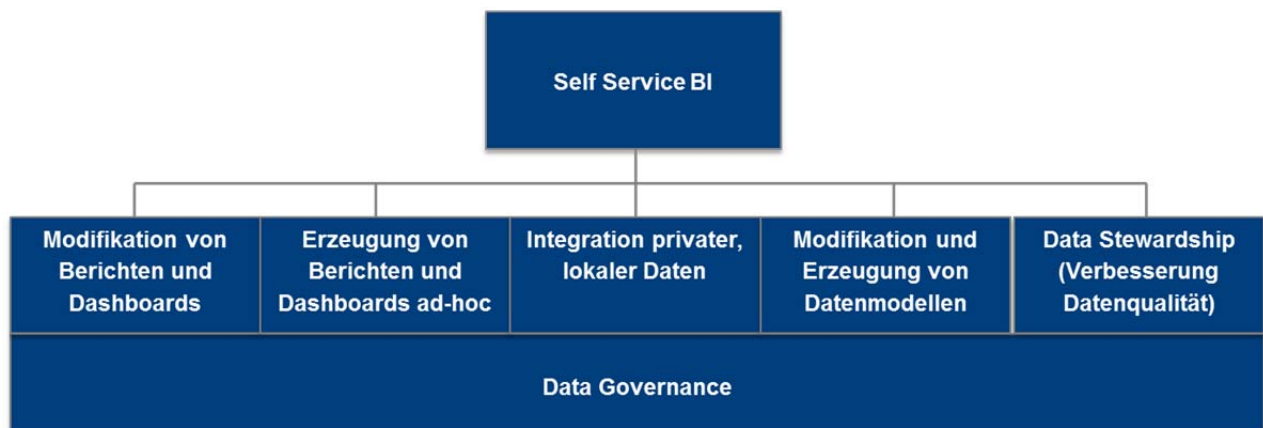 Self Service BI
Modifikation von
Berichten und
Dashboards
Erzeugung von
Berichten und
Dashboards ad-hoc
Integration privater,
lokaler Daten
Modifikation und
Erzeugung von
Datenmodellen
Data Stewardship
(Verbesserung
Datenqualität)
Data Governance